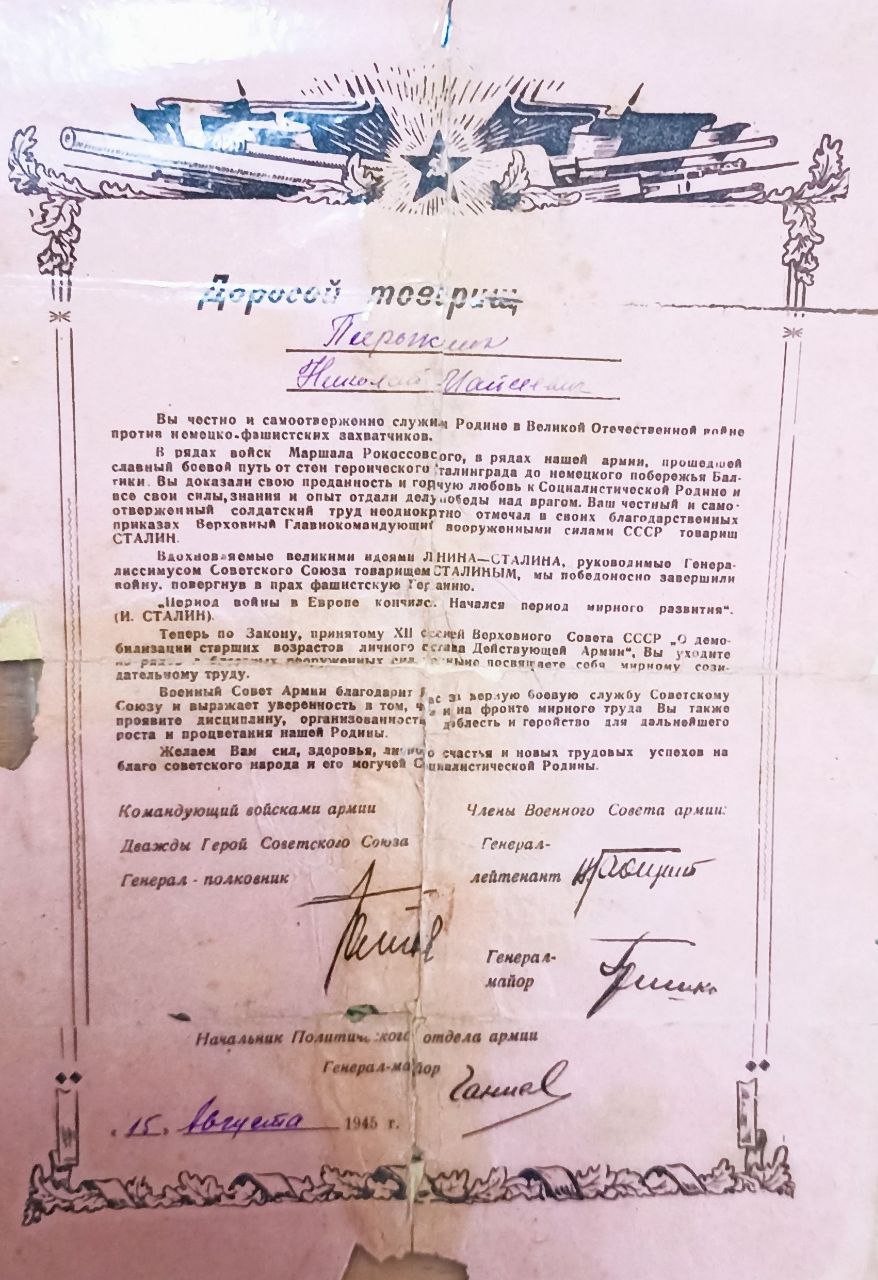 Дорогой товарищ
Николай
Вы честно и самоотверженно служили Родине в Великой Отечественной войне
против немецко-фашистских захватчиков.
В рядах войск Маршала Рокоссовского, в рядах нашей армии, прошедшей
славный боевой путь от стен героического Сталинграда до немецкого побережья Бал-
тики. Вы доказали свою преданность и горячую любовь к Социалистической Родине и
все свои силы, знания и опыт отдали делу победы над врагом. Ваш честный и само-
отверженный солдатский труд неоднократно отмечал в своих благодарственных
приказах Верховный Главнокомандующий вооруженными силами СССР товарищ
СТАЛИН.
Вдохновляемые великими идеями ЛЕНИНА—СТАЛИНА, руководимые Генера-
лиссимусом Советского Союза товарищем СТАЛИНЫМ, мы победоносно завершили
войну, повергнув в прах фашистскую Германию.
„Период войны в Европе кончился. Начался период мирного развития“.
(И. СТАЛИН).
Теперь по Закону, принятому XII сессией Верховного Совета СССР „О демо-
билизации старших возрастов личного состава Действующей Армии“, Вы уходите
из рядов вооруженных сил и ныне посвящаете себя мирному сози-
дательному труду.
Военный Совет Армии благодарит Вас за верную боевую службу Советскому
Союзу и выражает уверенность в том, что и на фронте мирного труда Вы также
проявите дисциплину, организованность, доблесть и геройство для дальнейшего
роста и процветания нашей Родины.
Желаем Вам сил, здоровья, личного счастья и новых трудовых успехов на
благо советского народа и его могучей Социалистической Родины.
Командующий войсками армии
Дважды Герой Советского Союза
Генерал-полковник
Члены Военного Совета армии:
Генерал-
лейтенант
Генерал-
майор
Начальник Политического отдела армии
Генерал-майор
„15„ Августа 1945 г.